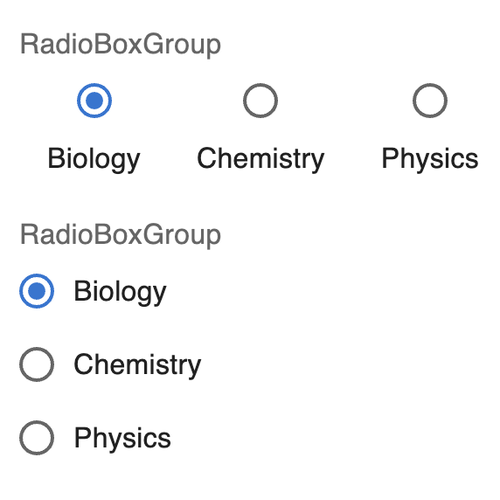 RadioBoxGroup
Biology Chemistry Physics
RadioBoxGroup
Biology
Chemistry
Physics